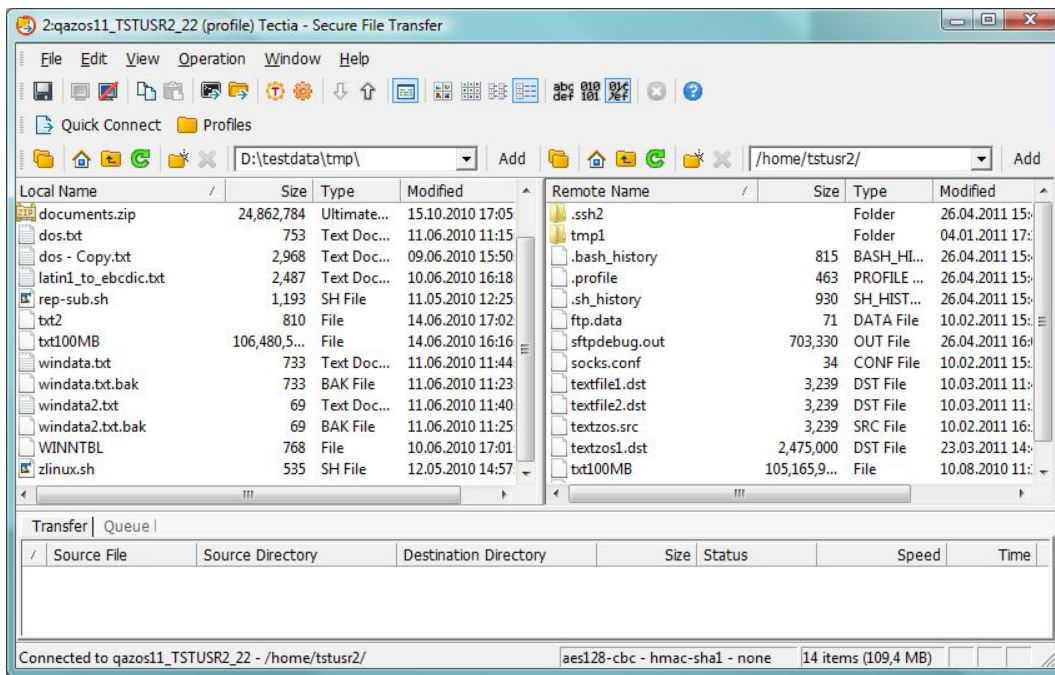 2:qazos11_TSTUSR2_22 (profile) Tectia - Secure File Transfer
File Edit View Operation Window Help
abc def 010 101
Quick Connect Profiles
D:\testdata\tmp\ Add /home/tstusr2/ Add
Local Name / Size Type Modified Remote Name / Size Type Modified
documents.zip 24,862,784 Ultimate... 15.10.2010 17:05 .ssh2 Folder 26.04.2011 15:
dos.txt 753 Text Doc... 11.06.2010 11:15 tmp1 Folder 04.01.2011 17:
dos - Copy.txt 2,968 Text Doc... 09.06.2010 15:50 .bash_history 815 BASH_HI... 26.04.2011 15:
latin1_to_ebcdic.txt 2,487 Text Doc... 10.06.2010 16:18 .profile 463 PROFILE ... 26.04.2011 15:
rep-sub.sh 1,193 SH File 11.05.2010 12:25 .sh_history 930 SH_HIST... 26.04.2011 15:
txt2 810 File 14.06.2010 17:02 ftp.data 71 DATA File 10.02.2011 15:
txt100MB 106,480,5... File 14.06.2010 16:16 sftpdebug.out 703,330 OUT File 26.04.2011 16:
windata.txt 733 Text Doc... 11.06.2010 11:44 socks.conf 34 CONF File 10.02.2011 15:
windata.txt.bak 733 BAK File 11.06.2010 11:23 textfile1.dst 3,239 DST File 10.03.2011 11:
windata2.txt 69 Text Doc... 11.06.2010 11:40 textfile2.dst 3,239 DST File 10.03.2011 11:
windata2.txt.bak 69 BAK File 11.06.2010 11:25 textzos.src 3,239 SRC File 10.02.2011 16:
WINNTBL 768 File 10.06.2010 17:01 textzos1.dst 2,475,000 DST File 23.03.2011 14:
zlinux.sh 535 SH File 12.05.2010 14:57 txt100MB 105,165,9... File 10.08.2010 11:
Transfer Queue
/ Source File Source Directory Destination Directory Size Status Speed Time
Connected to qazos11_TSTUSR2_22 - /home/tstusr2/ aes128-cbc - hmac-sha1 - none 14 items (109,4 MB)